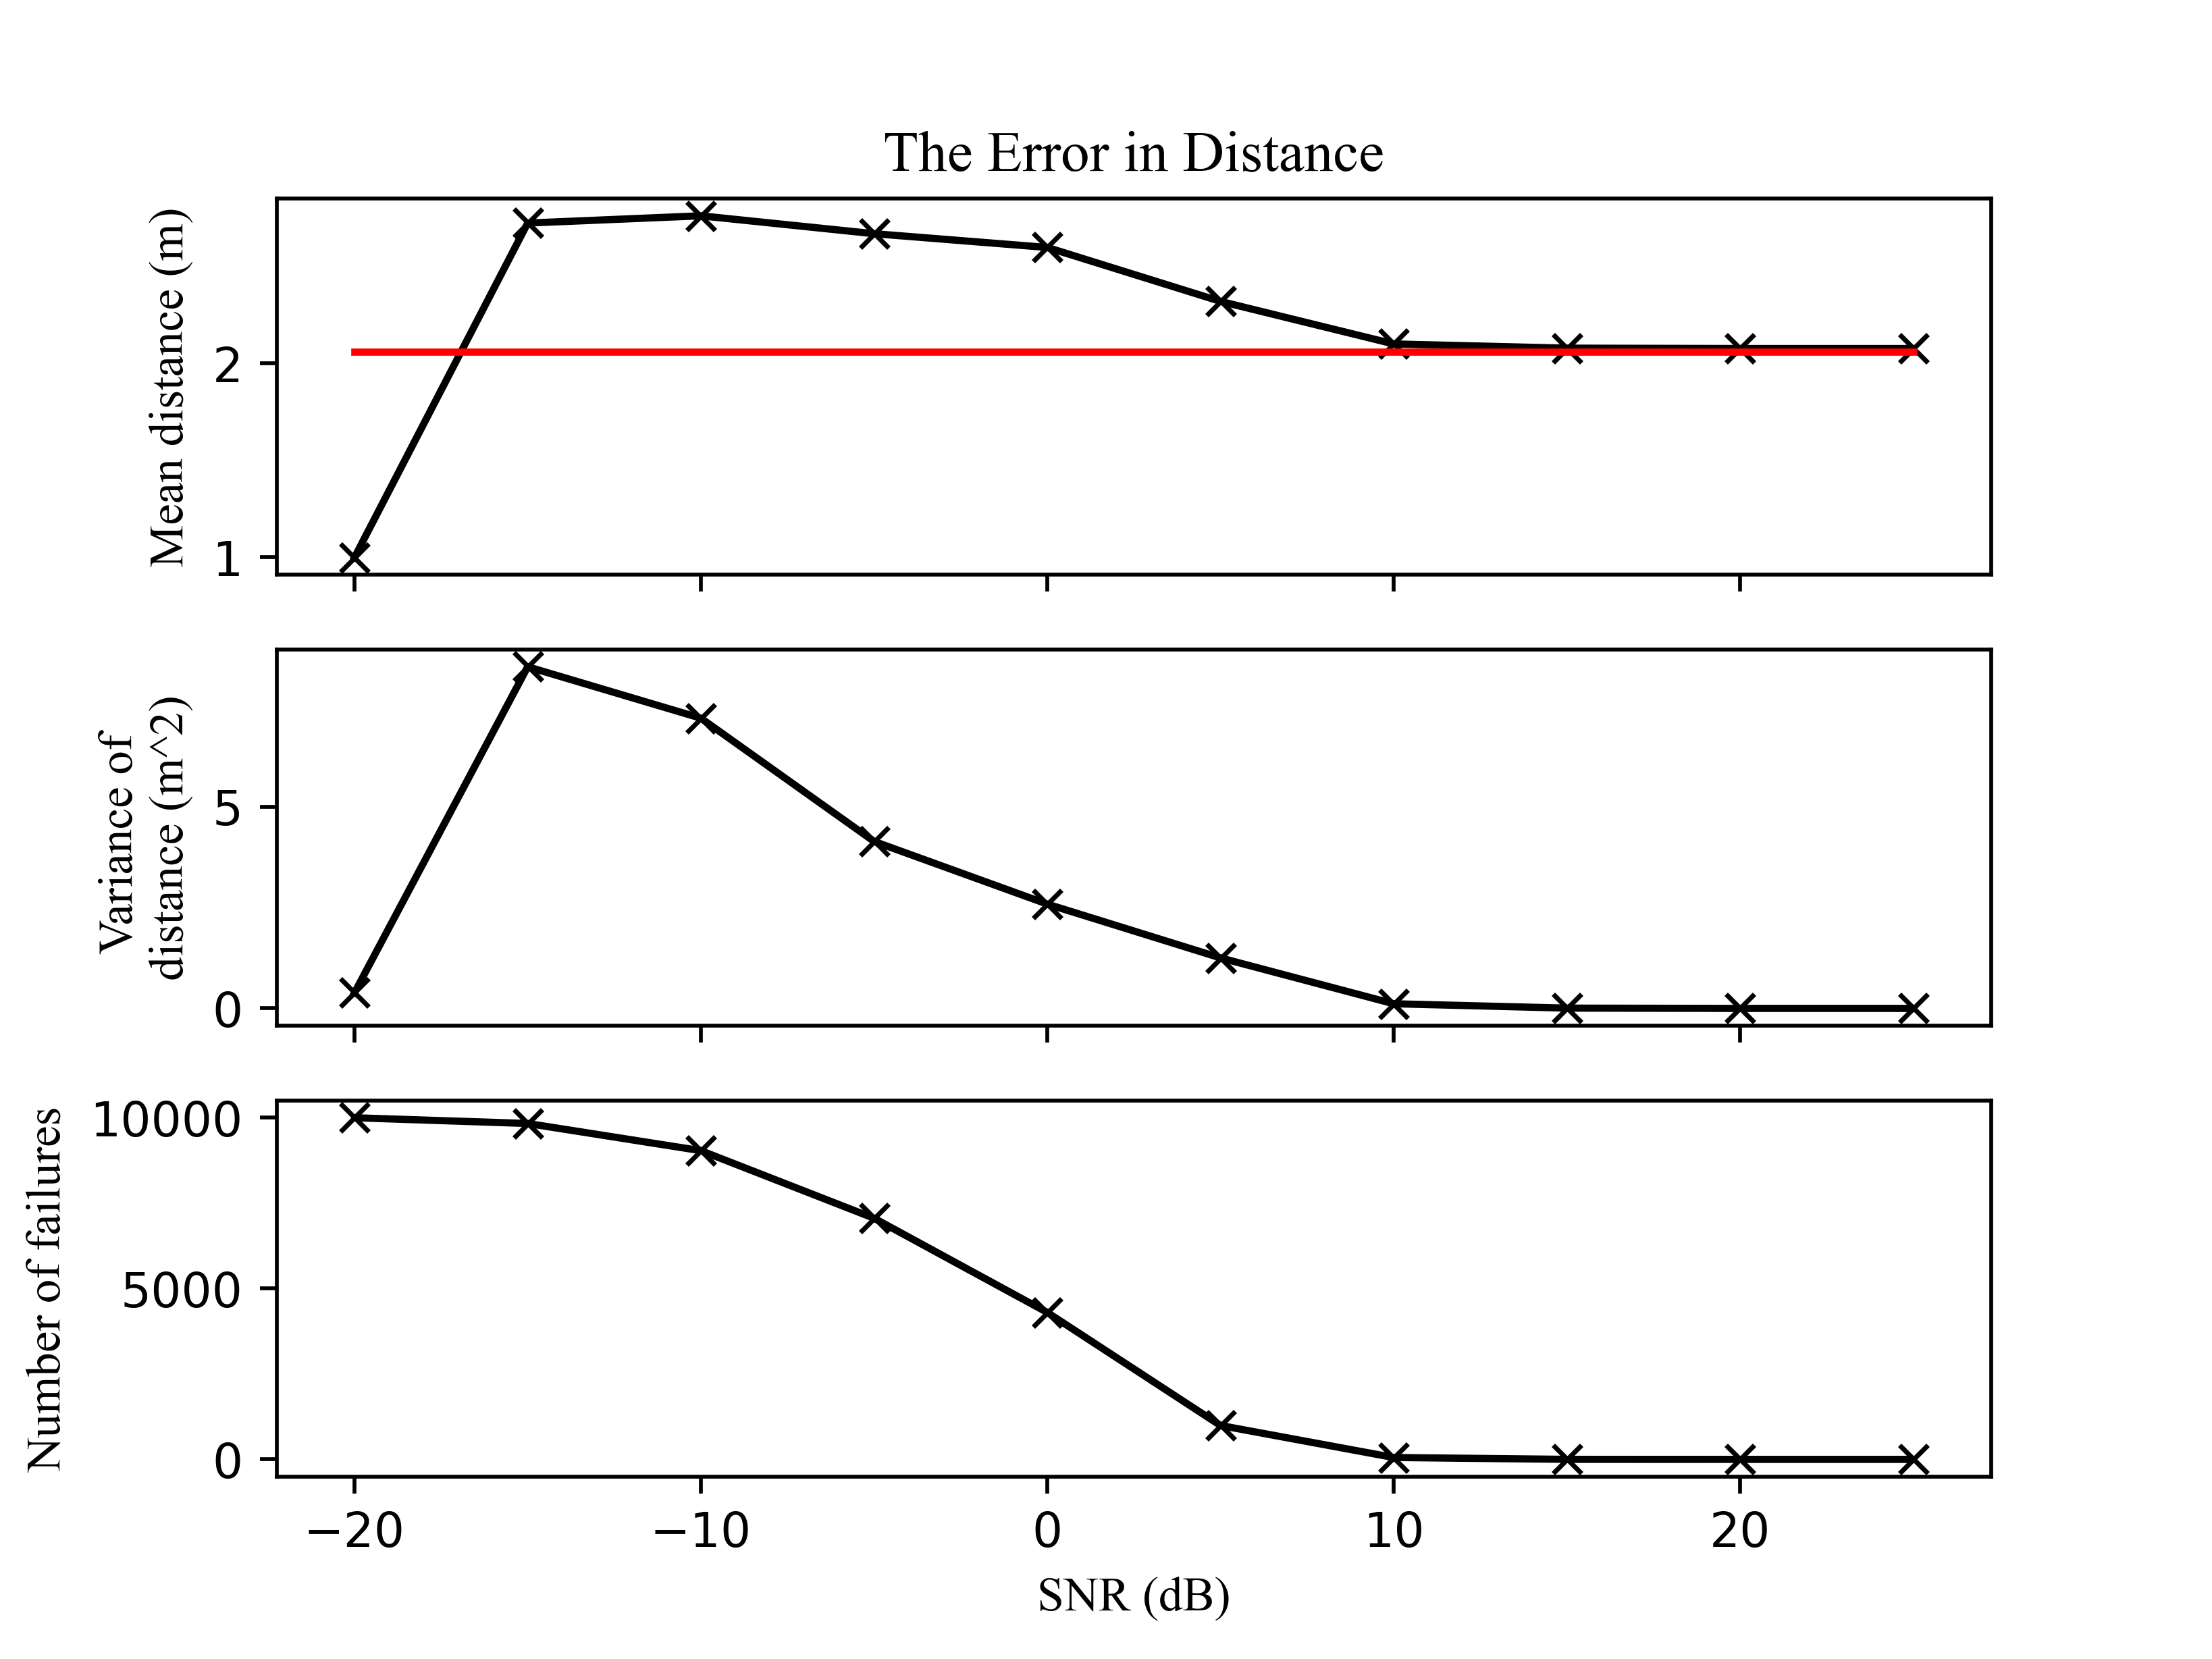 The Error in Distance
Mean distance (m)
2
1
Variance of
distance (m^2)
5
0
Number of failures
10000
5000
0
−20 −10 0 10 20
SNR (dB)